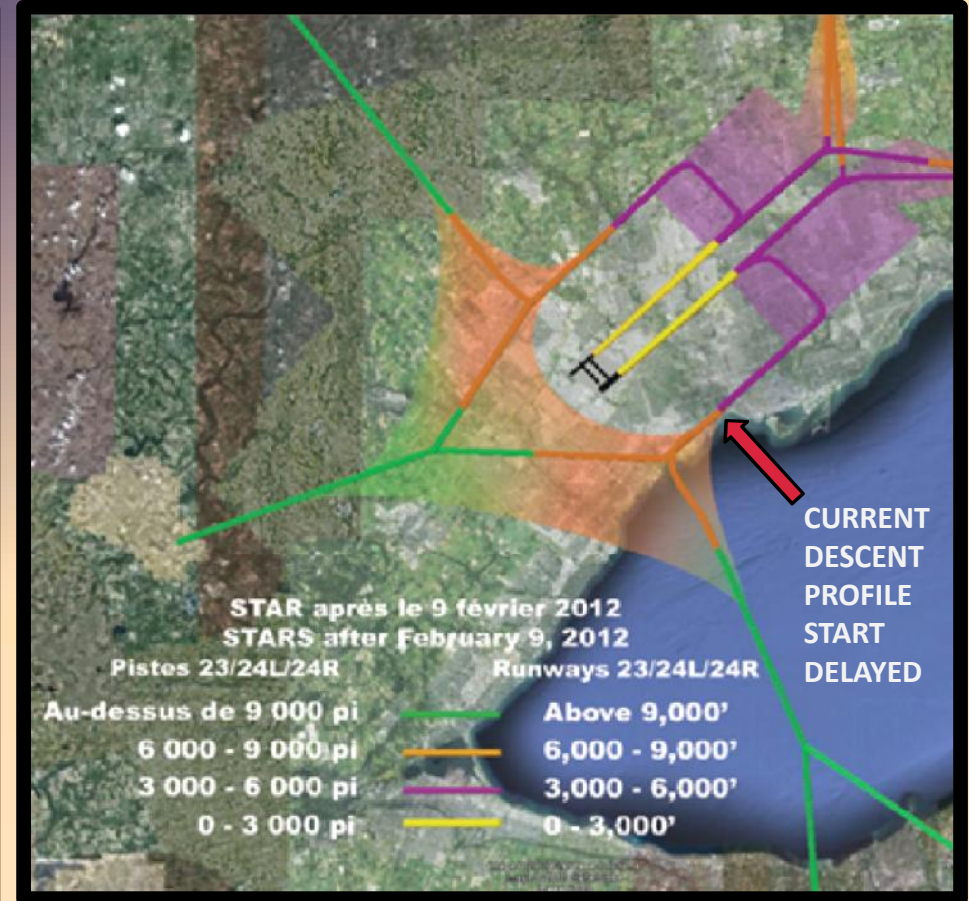 CURRENT
DESCENT
PROFILE
START
DELAYED
STAR aprés le 9 février 2012
STARS after February 9, 2012
Pistes 23/24L/24R Runways 23/24L/24R
Au-dessus de 9 000 pi Above 9,000’
6 000 - 9 000 pi 6,000 - 9,000’
3 000 - 6 000 pi 3,000 - 6,000’
0 - 3 000 pi 0 - 3,000’